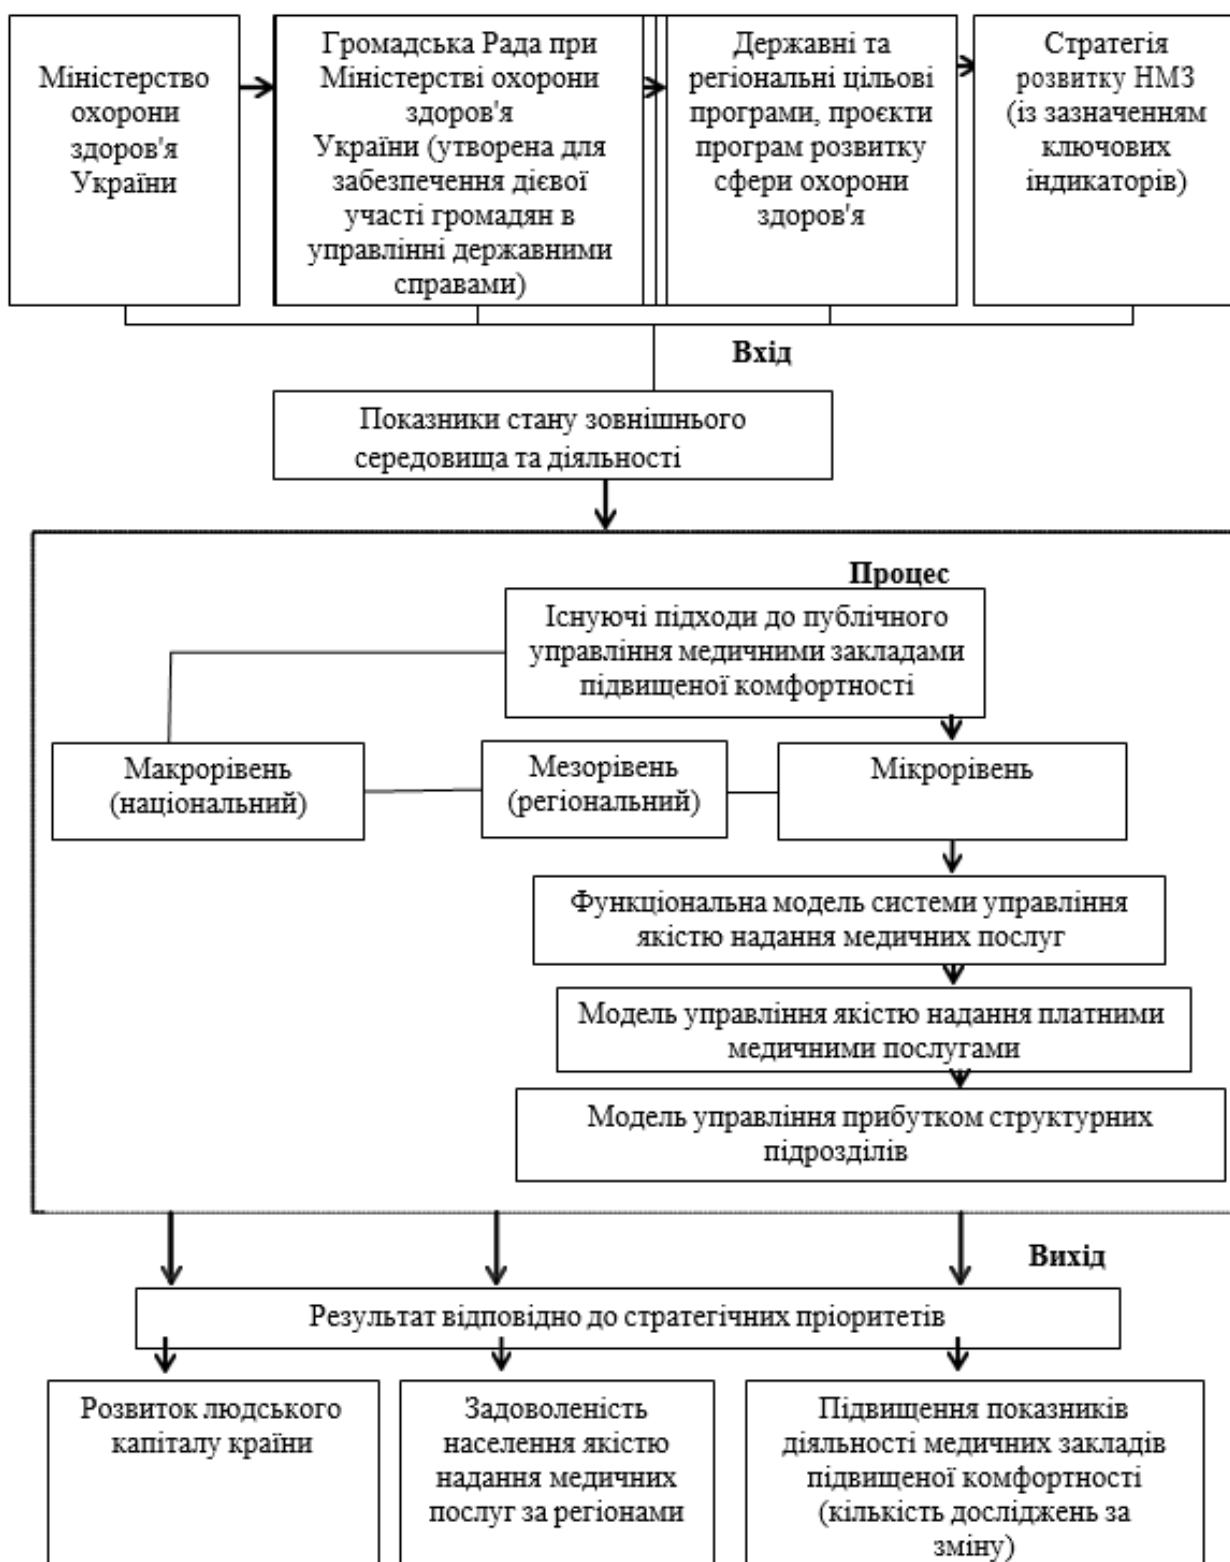 Міністерство
охорони
здоров'я
України
Громадська Рада при
Міністерстві охорони
здоров'я
України (утворена для
забезпечення дієвої
участі громадян в
управлінні державними
справами)
Державні та
регіональні цільові
програми, проєкти
програм розвитку
сфери охорони
здоров'я
Стратегія
розвитку НМЗ
(із зазначенням
ключових
індикаторів)
Вхід
Показники стану зовнішнього
середовища та діяльності
Процес
Існуючі підходи до публічного
управління медичними закладами
підвищеної комфортності
Макрорівень
(національний)
Мезорівень
(регіональний)
Мікрорівень
Функціональна модель системи управління
якістю надання медичних послуг
Модель управління якістю надання платними
медичними послугами
Модель управління прибутком структурних
підрозділів
Вихід
Результат відповідно до стратегічних пріоритетів
Розвиток людського
капіталу країни
Задоволеність
населення якістю
надання медичних
послуг за регіонами
Підвищення показників
діяльності медичних закладів
підвищеної комфортності
(кількість досліджень за
зміну)